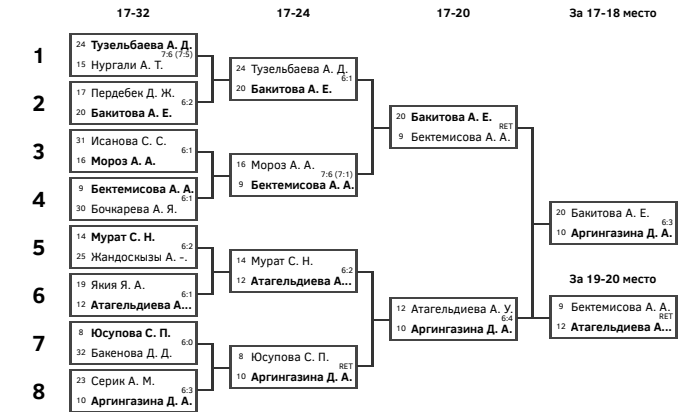 17-32
17-24
17-20
За 17-18 место
1
24 Тузельбаева А. Д.
7:6 (7:5)
15 Нургали А. Т.
2
17 Пердебек Д. Ж.
6:2
20 Бакитова А. Е.
3
31 Исанова С. С.
6:1
16 Мороз А. А.
4
9 Бектемисова А. А.
6:1
30 Бочкарева А. Я.
5
14 Мурат С. Н.
6:2
25 Жандоскызы А. -.
6
19 Якия Я. А.
6:1
12 Атагельдиева А...
7
8 Юсупова С. П.
6:0
32 Бакенова Д. Д.
8
23 Серик А. М.
6:3
10 Аргингазина Д. А.
24 Тузельбаева А. Д.
6:1
20 Бакитова А. Е.
16 Мороз А. А.
7:6 (7:1)
9 Бектемисова А. А.
14 Мурат С. Н.
6:2
12 Атагельдиева А...
8 Юсупова С. П.
RET
10 Аргингазина Д. А.
20 Бакитова А. Е.
RET
9 Бектемисова А. А.
12 Атагельдиева А. У.
6:4
10 Аргингазина Д. А.
20 Бакитова А. Е.
6:3
10 Аргингазина Д. А.
За 19-20 место
9 Бектемисова А. А.
RET
12 Атагельдиева А...